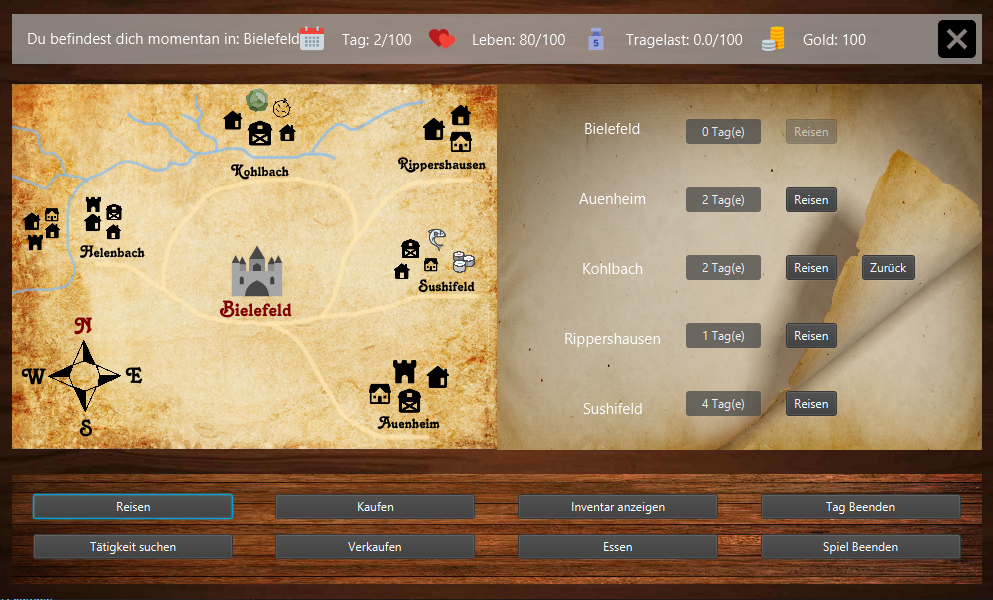 Du befindest dich momentan in: Bielefeld
Tag: 2/100
Leben: 80/100
5
Tragelast: 0.0/100
Gold: 100
Kohlbach
Rippershausen
Helenbach
Sushifeld
Bielefeld
N
W
E
S
Auenheim
Bielefeld 0 Tag(e) Reisen
Auenheim 2 Tag(e) Reisen
Kohlbach 2 Tag(e) Reisen Zurück
Rippershausen 1 Tag(e) Reisen
Sushifeld 4 Tag(e) Reisen
Reisen Kaufen Inventar anzeigen Tag Beenden
Tätigkeit suchen Verkaufen Essen Spiel Beenden